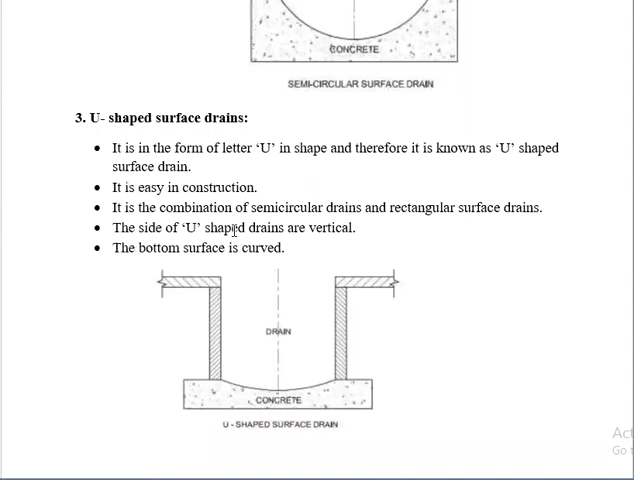 CONCRETE
SEMI-CIRCULAR SURFACE DRAIN
3. U- shaped surface drains:
• It is in the form of letter ‘U’ in shape and therefore it is known as ‘U’ shaped
surface drain.
• It is easy in construction.
• It is the combination of semicircular drains and rectangular surface drains.
• The side of ‘U’ shaped drains are vertical.
• The bottom surface is curved.
DRAIN
CONCRETE
U - SHAPED SURFACE DRAIN
Go